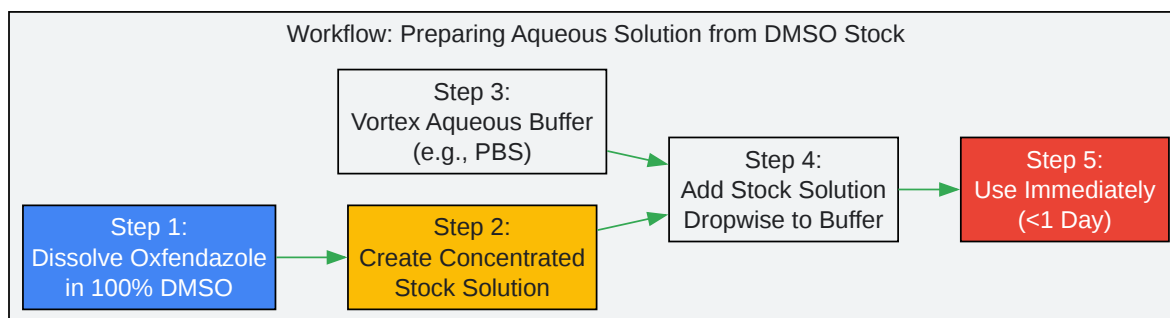 Workflow: Preparing Aqueous Solution from DMSO Stock
Step 1:
Dissolve Oxfendazole
in 100% DMSO
Step 2:
Create Concentrated
Stock Solution
Step 3:
Vortex Aqueous Buffer
(e.g., PBS)
Step 4:
Add Stock Solution
Dropwise to Buffer
Step 5:
Use Immediately
(<1 Day)